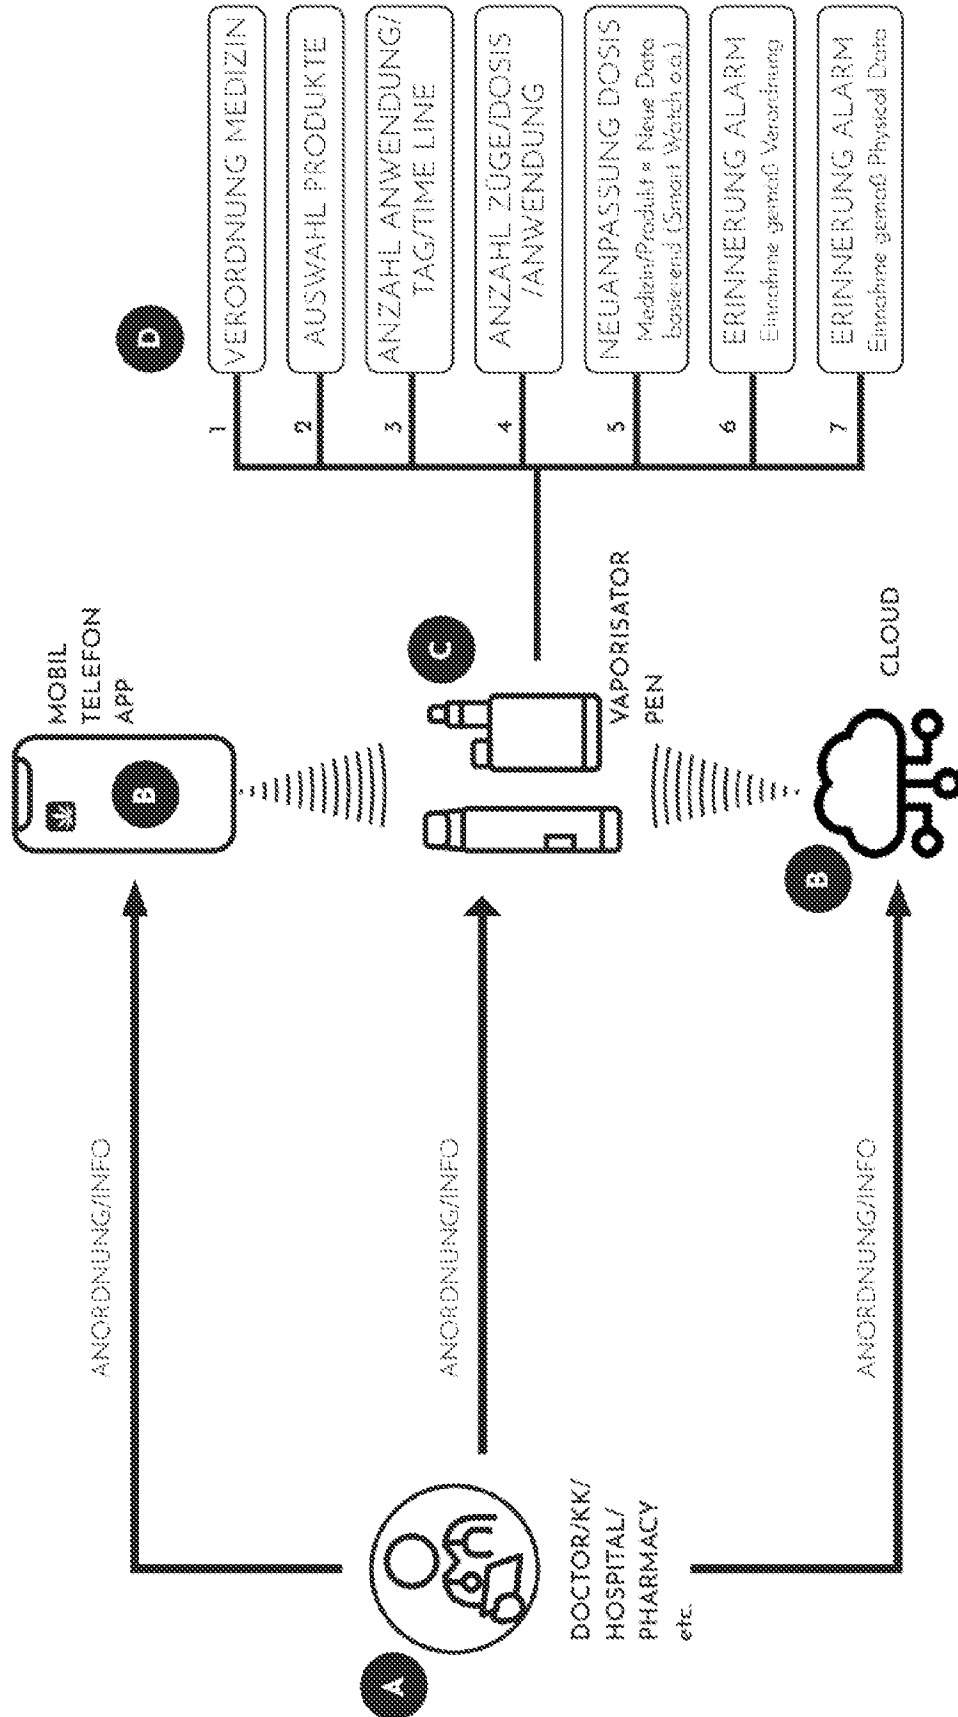 A
DOCTOR/KK/
HOSPITAL/
PHARMACY
etc.
ANORDNUNG/INFO
ANORDNUNG/INFO
ANORDNUNG/INFO
B
MOBIL
TELEFON
APP
C
VAPORISATOR
PEN
B
CLOUD
D
1
VERORDNUNG MEDIZIN
2
AUSWAHL PRODUKTE
3
ANZAHL ANWENDUNG/
TAG/TIME LINE
4
ANZAHL ZÜGE/DOSIS
/ANWENDUNG
5
NEUANPASSUNG DOSIS
Medizin/Produkt = Neue Data
basierend (Smart Watch o.a.)
6
ERINNERUNG ALARM
Einnahme gemäß Verordnung
7
ERINNERUNG ALARM
Einnahme gemäß Physical Data